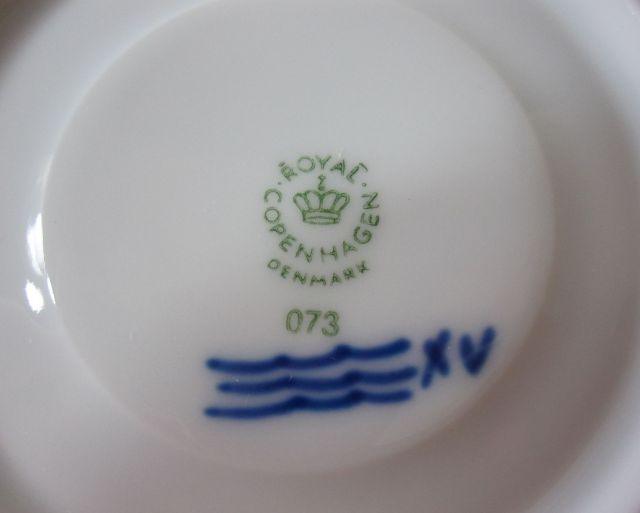 ROYAL
COPENHAGEN
DENMARK
073
XV